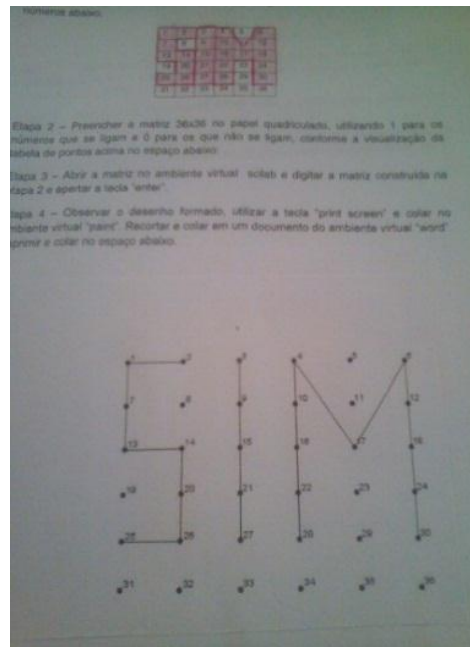 números abaixo.
Etapa 2 – Preencher a matriz 36x36 no papel quadriculado, utilizando 1 para os
números que se ligam e 0 para os que não se ligam, conforme a visualização da
tabela de pontos acima no espaço abaixo:
Etapa 3 – Abrir a matriz no ambiente virtual scilab e digitar a matriz construída na
etapa 2 e apertar a tecla "enter".
tapa 4 – Observar o desenho formado, utilizar a tecla "print screen" e colar no
mbiente virtual "paint". Recortar e colar em um documento do ambiente virtual "word"
primir e colar no espaço abaixo.
1 2 3 4 5 6
7 8 9 10 11 12
13 14 15 16 17 18
19 20 21 22 23 24
25 26 27 28 29 30
31 32 33 34 35 36